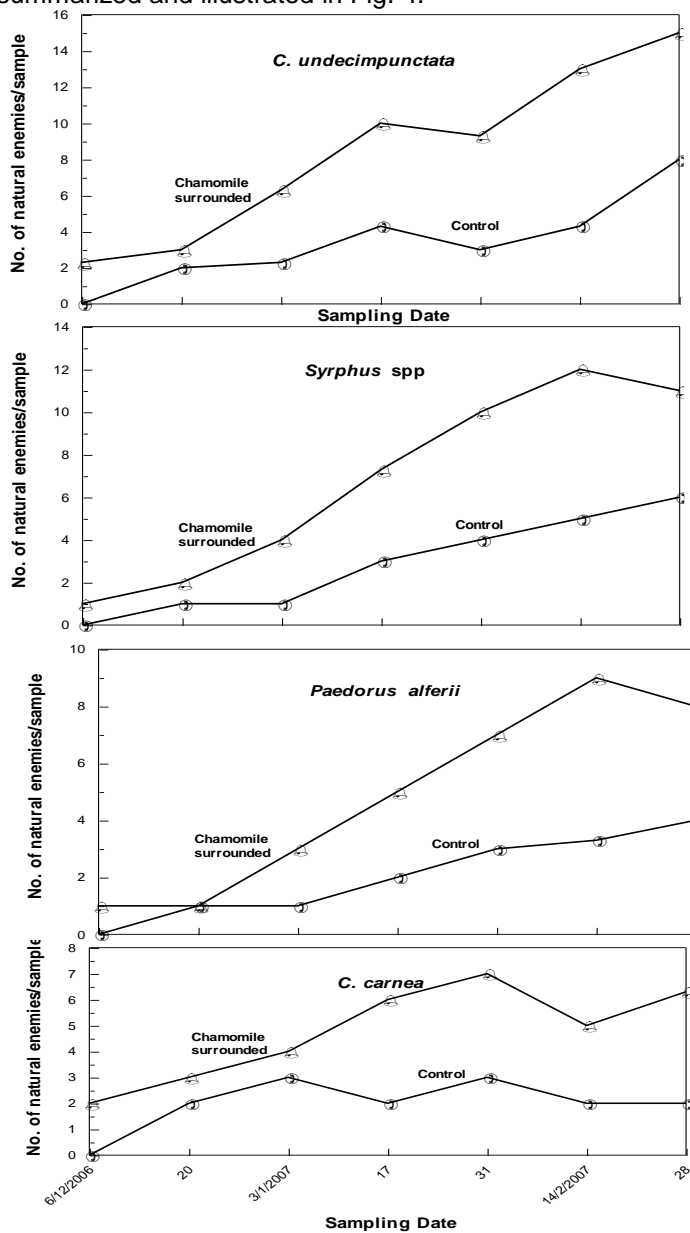 summarized and illustrated in Fig. 4.
C. undecimpunctata
No. of natural enemies/sample
16
14
12
10
8
6
4
2
0
Chamomile
surrounded
Control
Sampling Date
Syrphus spp
No. of natural enemies/sample
14
12
10
8
6
4
2
0
Chamomile
surrounded
Control
Paedorus alferii
No. of natural enemies/sample
10
8
6
4
2
0
Chamomile
surrounded
Control
C. carnea
No. of natural enemies/sample
8
7
6
5
4
3
2
1
0
Chamomile
surrounded
Control
6/12/2006
20
3/1/2007
17
31
14/2/2007
28
Sampling Date